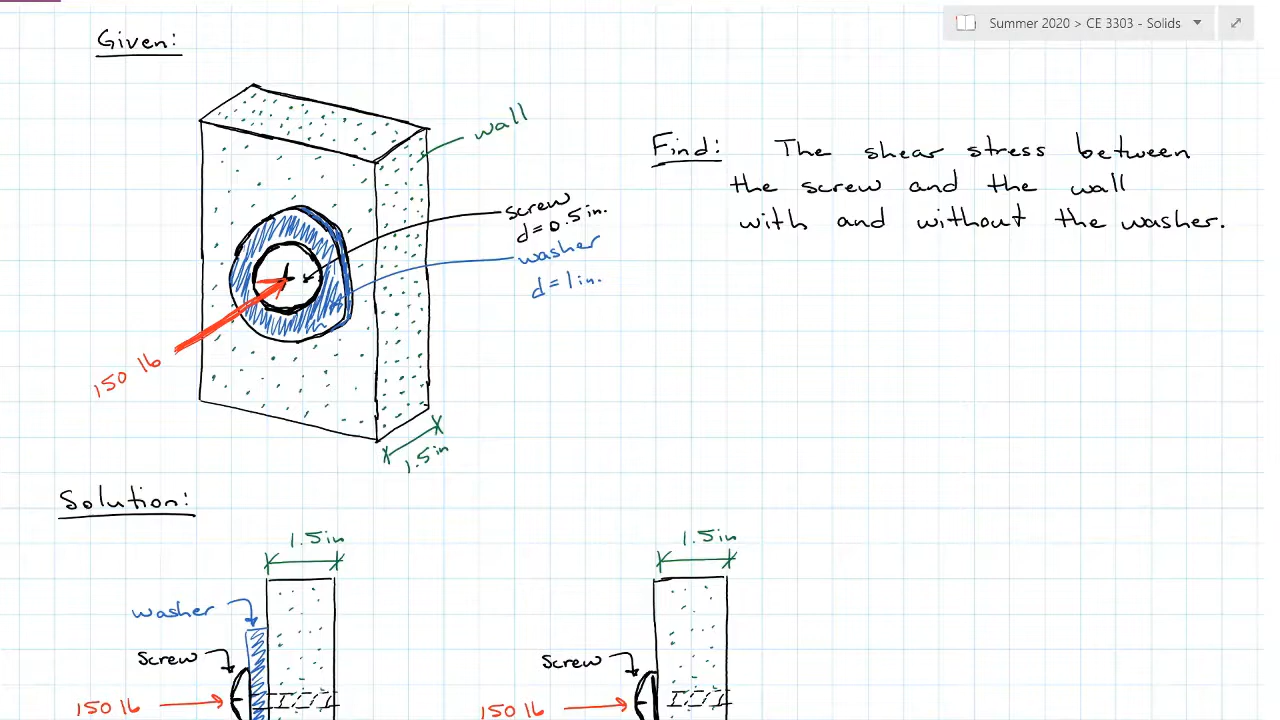 Summer 2020 > CE 3303 - Solids
Given:
wall
screw
d=0.5in.
washer
d=1in.
150 lb
1.5in
Find: The shear stress between
the screw and the wall
with and without the washer.
Solution:
1.5in
washer
screw
150 lb
1.5in
screw
150 lb